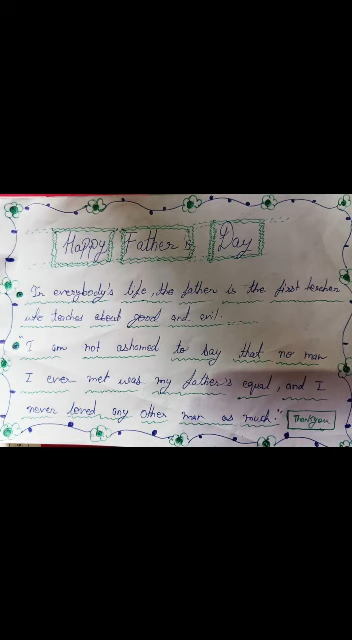 Happy Father's Day
In everybody's life, the father is the first teacher
who teaches about good and evil.....
"I am not ashamed to say that no man
I ever met was my father's equal, and I
never loved any other man as much."
Thankyou